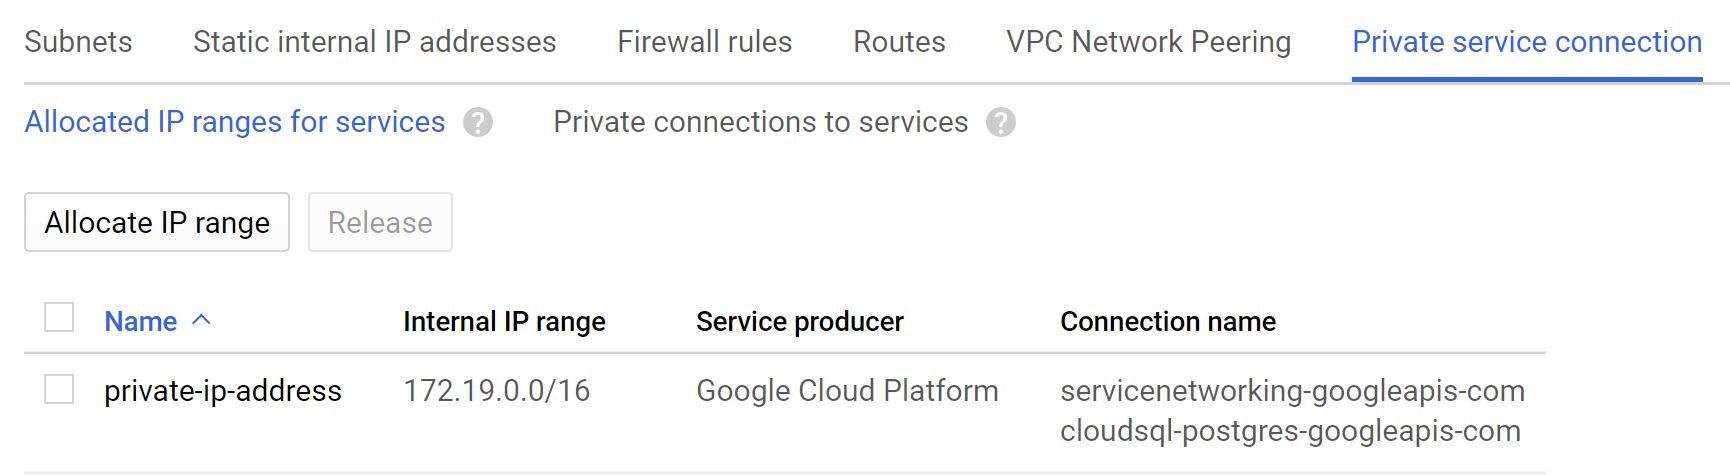 Subnets Static internal IP addresses Firewall rules Routes VPC Network Peering Private service connection
Allocated IP ranges for services ? Private connections to services ?
Allocate IP range Release
Name Internal IP range Service producer Connection name
private-ip-address 172.19.0.0/16 Google Cloud Platform servicenetworking-googleapis-com
cloudsql-postgres-googleapis-com